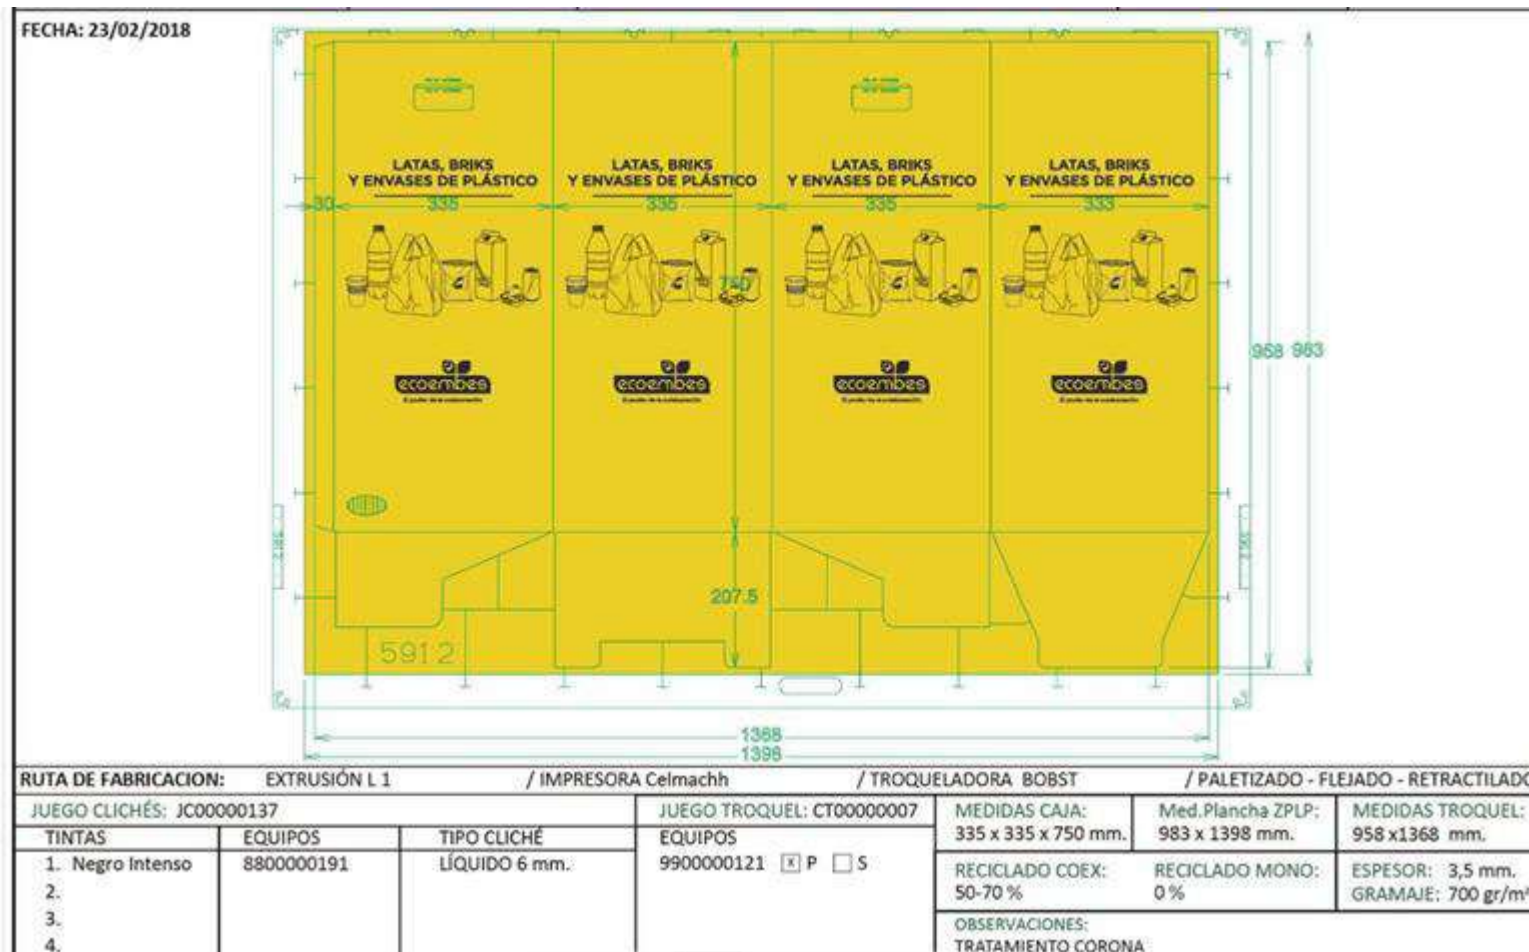 FECHA: 23/02/2018
LATAS, BRIKS
Y ENVASES DE PLÁSTICO
LATAS, BRIKS
Y ENVASES DE PLÁSTICO
LATAS, BRIKS
Y ENVASES DE PLÁSTICO
LATAS, BRIKS
Y ENVASES DE PLÁSTICO
30
335
335
335
333
750
958
983
ecoembes
ecoembes
ecoembes
ecoembes
207.5
5912
1368
1398
RUTA DE FABRICACION: EXTRUSIÓN L 1 / IMPRESORA Celmachh / TROQUELADORA BOBST / PALETIZADO - FLEJADO - RETRACTILADO
JUEGO CLICHÉS: JC00000137
JUEGO TROQUEL: CT00000007
MEDIDAS CAJA:
335 x 335 x 750 mm.
Med.Plancha ZPLP:
983 x 1398 mm.
MEDIDAS TROQUEL:
958 x1368 mm.
TINTAS EQUIPOS TIPO CLICHÉ EQUIPOS
1. Negro Intenso 8800000191 LÍQUIDO 6 mm. 9900000121 ☒ P ☐ S
2.
3.
4.
RECICLADO COEX:
50-70 %
RECICLADO MONO:
0 %
ESPESOR: 3,5 mm.
GRAMAJE: 700 gr/m²
OBSERVACIONES:
TRATAMIENTO CORONA